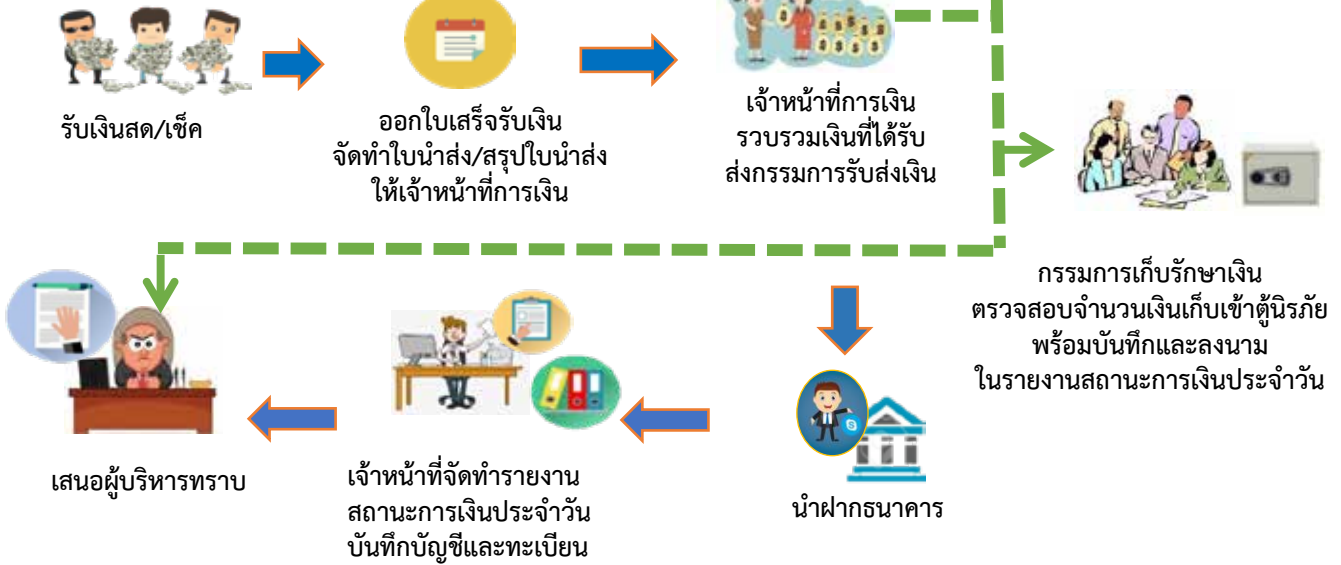 รับเงินสด/เช็ค
ออกใบเสร็จรับเงิน
จัดทำใบนำส่ง/สรุปใบนำส่ง
ให้เจ้าหน้าที่การเงิน
เจ้าหน้าที่การเงิน
รวบรวมเงินที่ได้รับ
ส่งกรรมการรับส่งเงิน
กรรมการเก็บรักษาเงิน
ตรวจสอบจำนวนเงินเก็บเข้าตู้นิรภัย
พร้อมบันทึกและลงนาม
ในรายงานสถานะการเงินประจำวัน
นำฝากธนาคาร
เจ้าหน้าที่จัดทำรายงาน
สถานะการเงินประจำวัน
บันทึกบัญชีและทะเบียน
เสนอผู้บริหารทราบ